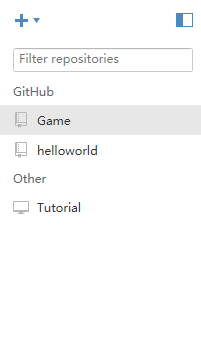 Filter repositories
GitHub
Game
helloworld
Other
Tutorial